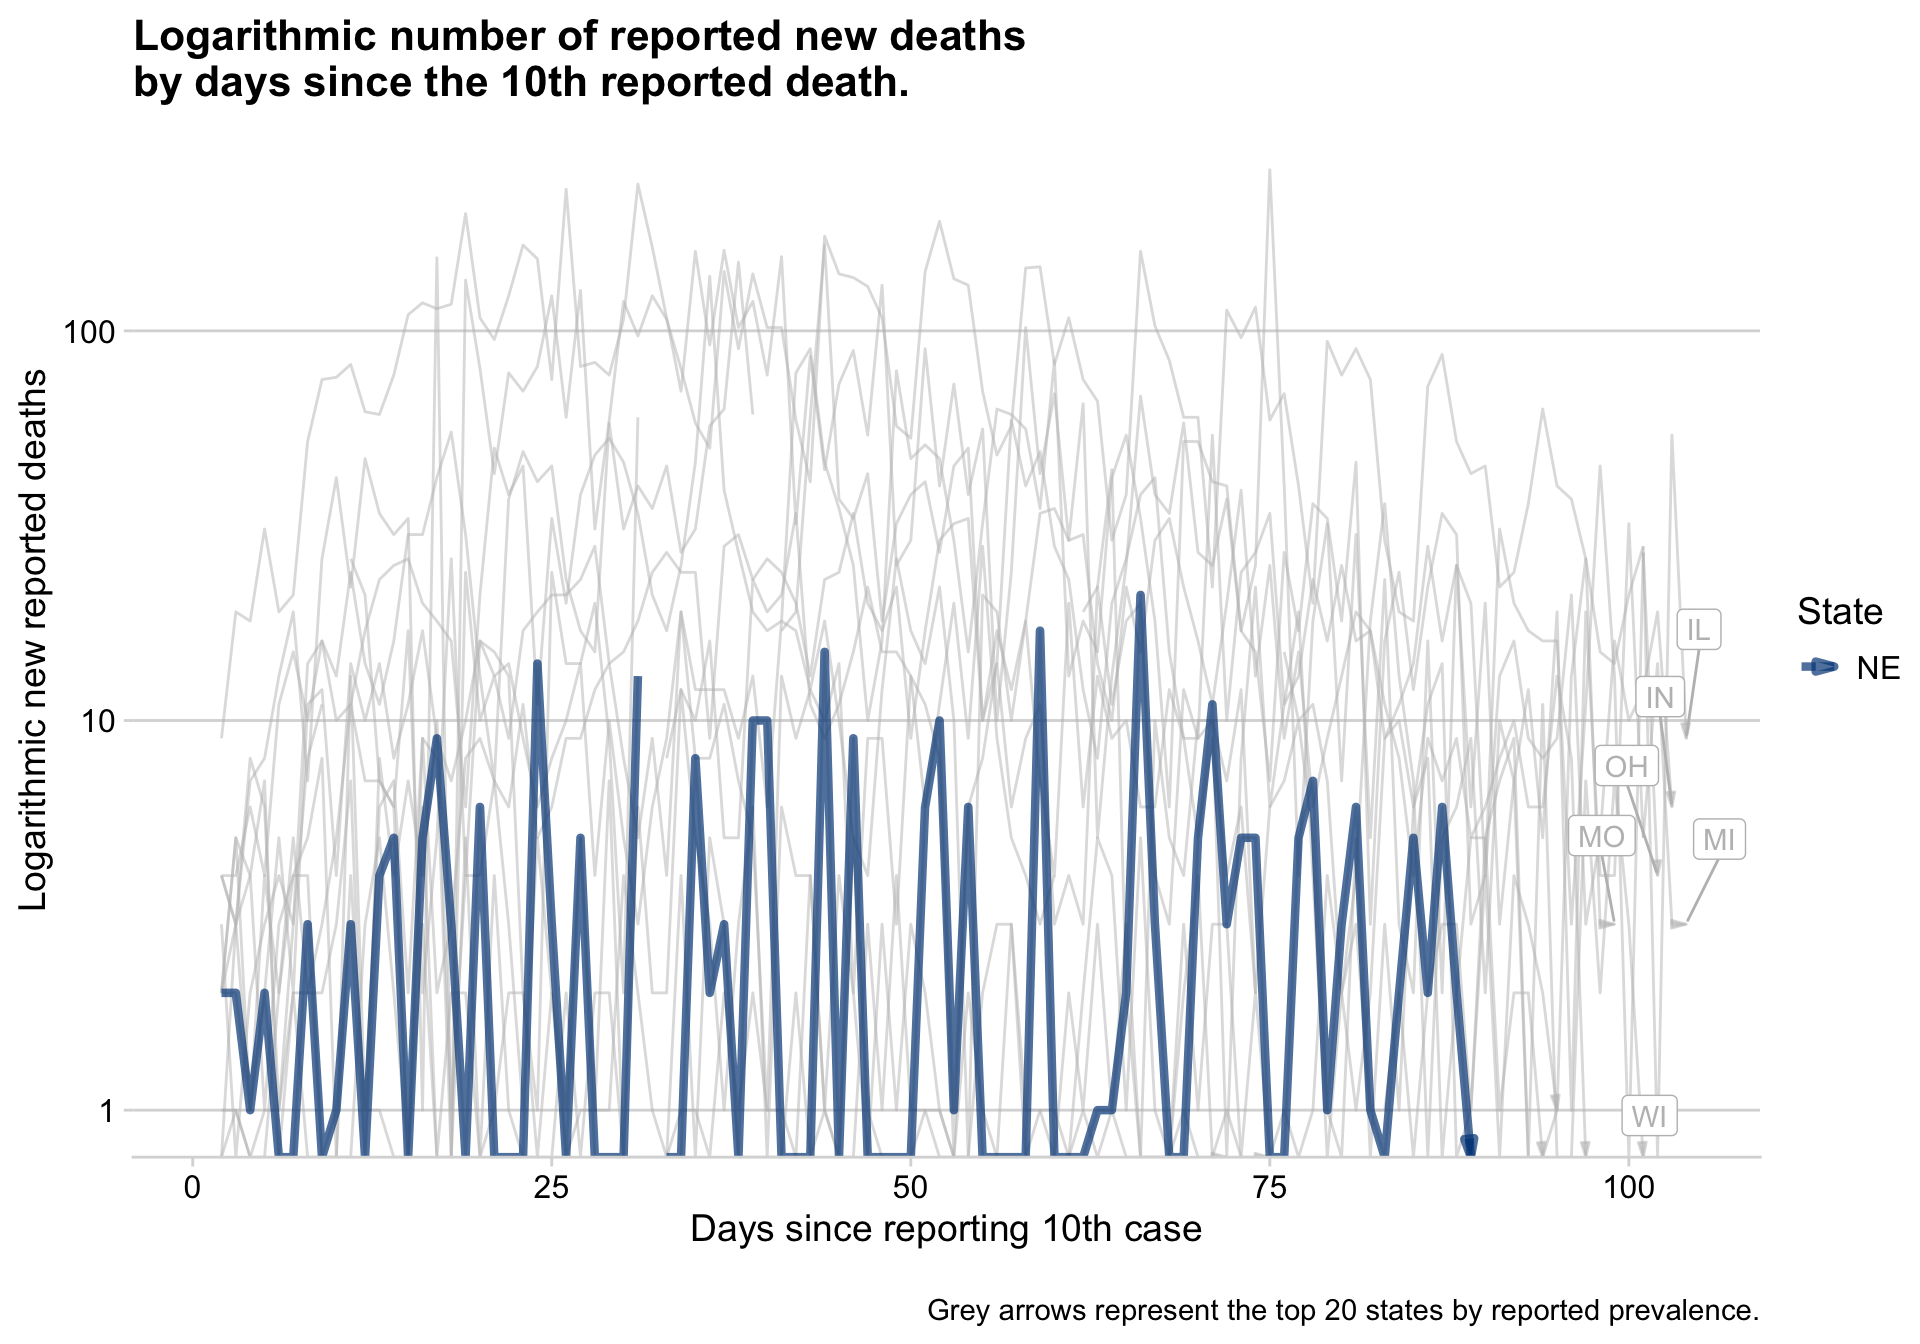 Logarithmic number of reported new deaths
by days since the 10th reported death.
Logarithmic new reported deaths
100
10
1
IL
IN
OH
MO
MI
WI
State
NE
0
25
50
75
100
Days since reporting 10th case
Grey arrows represent the top 20 states by reported prevalence.